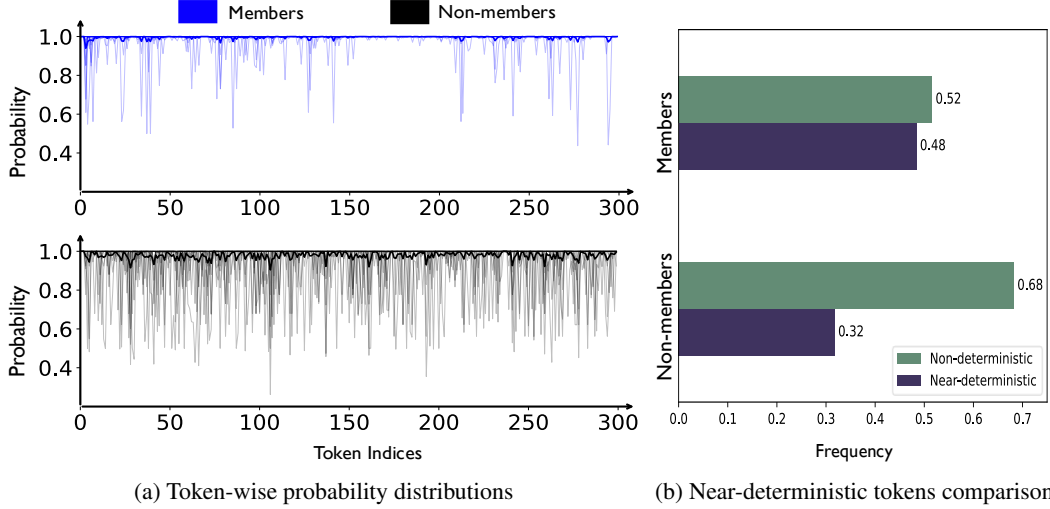 Members Non-members
Probability
1.0
0.8
0.6
0.4
0 50 100 150 200 250 300
Probability
1.0
0.8
0.6
0.4
0 50 100 150 200 250 300
Token Indices
(a) Token-wise probability distributions
Members
0.52
0.48
Non-members
0.68
0.32
Non-deterministic
Near-deterministic
0.0 0.1 0.2 0.3 0.4 0.5 0.6 0.7
Frequency
(b) Near-deterministic tokens comparison